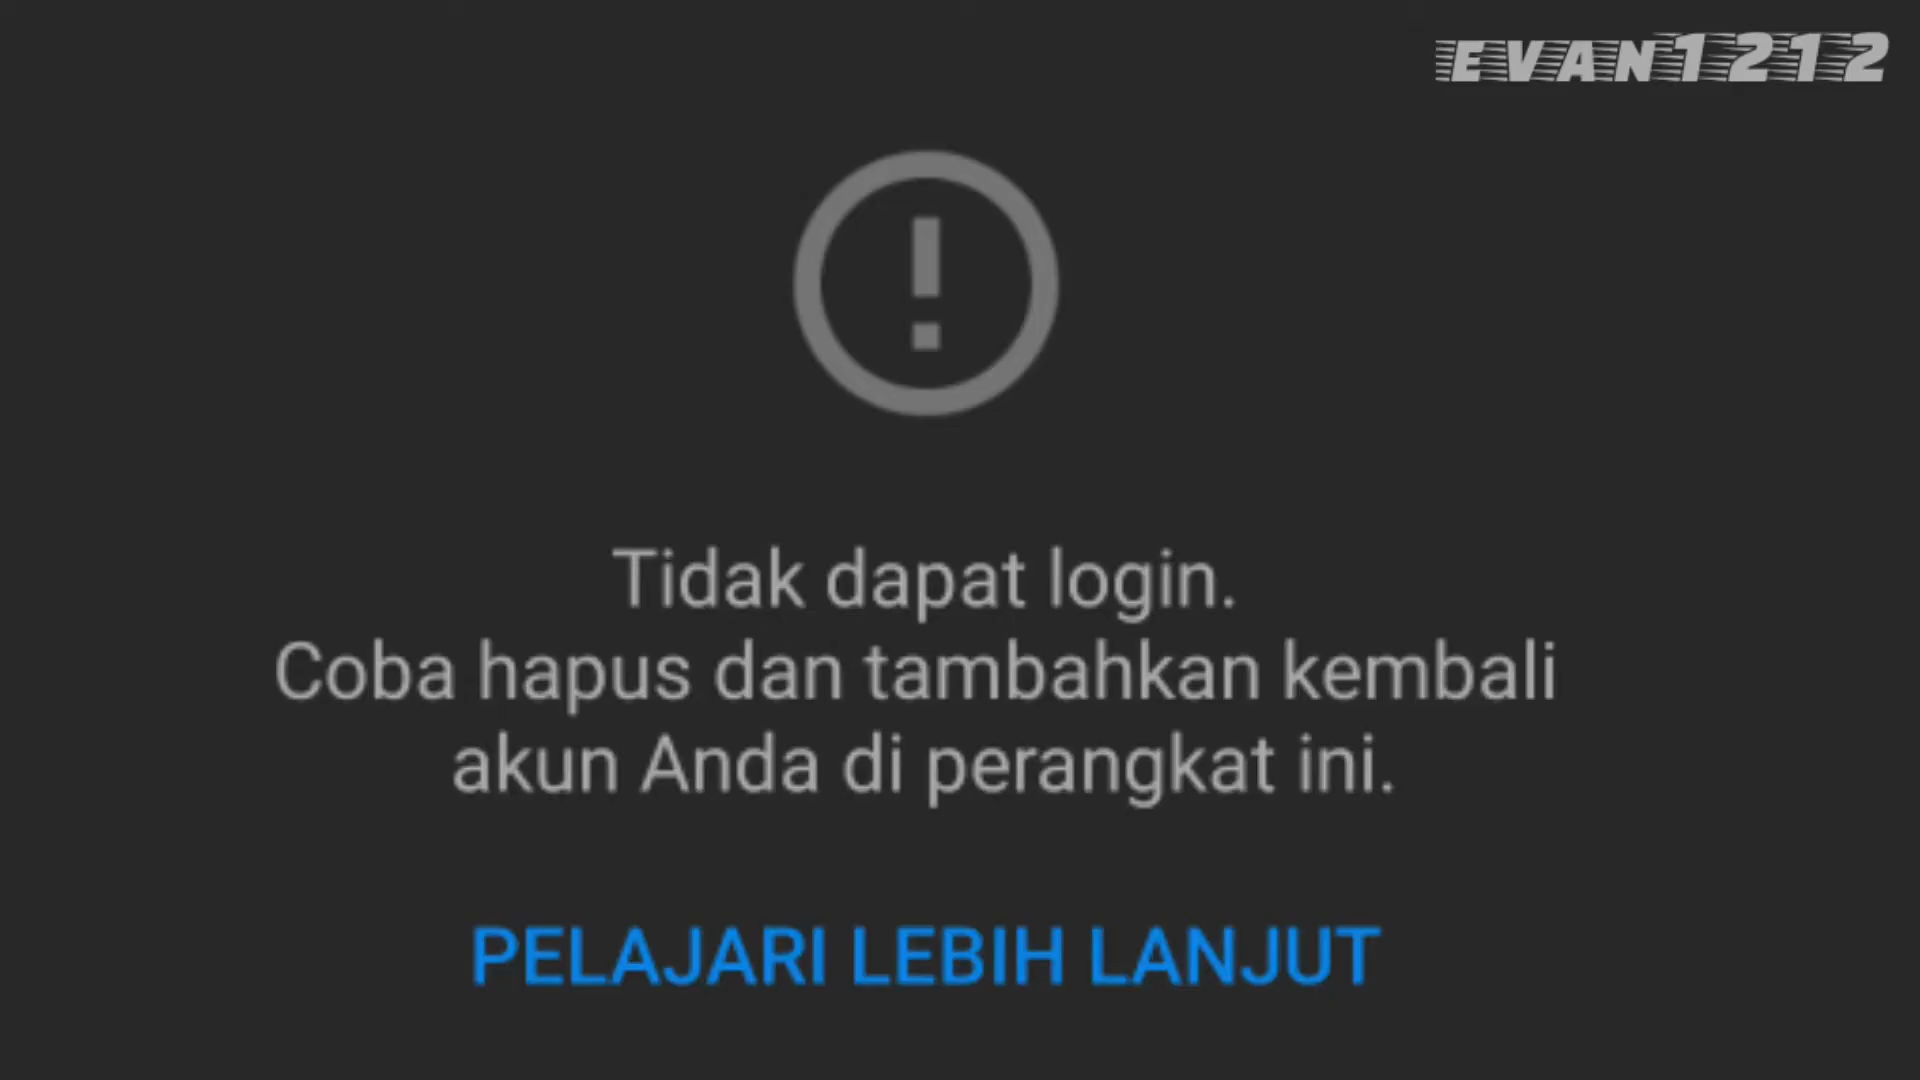 EVAN1212
Tidak dapat login.
Coba hapus dan tambahkan kembali
akun Anda di perangkat ini.
PELAJARI LEBIH LANJUT